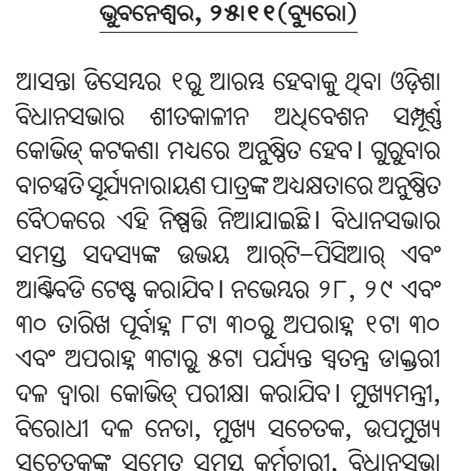 ଭୁବନେଶ୍ୱର, ୨୫।୧୧(ବ୍ୟୁରୋ)
ଆସନ୍ତା ଡିସେମ୍ବର ୧ରୁ ଆରମ୍ଭ ହେବାକୁ ଥିବା ଓଡ଼ିଶା
ବିଧାନସଭାର ଶୀତକାଳୀନ ଅଧିବେଶନ ସମ୍ପୂର୍ଣ୍ଣ
କୋଭିଡ୍ କଟକଣା ମଧ୍ୟରେ ଅନୁଷ୍ଠିତ ହେବ। ଗୁରୁବାର
ବାଚସ୍ପତି ସୂର୍ଯ୍ୟନାରାୟଣ ପାତ୍ରଙ୍କ ଅଧ୍ୟକ୍ଷତାରେ ଅନୁଷ୍ଠିତ
ବୈଠକରେ ଏହି ନିଷ୍ପତ୍ତି ନିଆଯାଇଛି। ବିଧାନସଭାର
ସମସ୍ତ ସଦସ୍ୟଙ୍କ ଉଭୟ ଆର୍‌ଟି-ପିସିଆର୍ ଏବଂ
ଆଣ୍ଟିବଡି ଟେଷ୍ଟ କରାଯିବ। ନଭେମ୍ବର ୨୮, ୨୯ ଏବଂ
୩୦ ତାରିଖ ପୂର୍ବାହ୍ନ ୮ଟା ୩୦ରୁ ଅପରାହ୍ନ ୧ଟା ୩୦
ଏବଂ ଅପରାହ୍ନ ୩ଟାରୁ ୫ଟା ପର୍ଯ୍ୟନ୍ତ ସ୍ୱତନ୍ତ୍ର ଡାକ୍ତରୀ
ଦଳ ଦ୍ୱାରା କୋଭିଡ୍ ପରୀକ୍ଷା କରାଯିବ। ମୁଖ୍ୟମନ୍ତ୍ରୀ,
ବିରୋଧୀ ଦଳ ନେତା, ମୁଖ୍ୟ ସଚେତକ, ଉପମୁଖ୍ୟ
ସଚେତକଙ୍କ ସମେତ ସମସ୍ତ କର୍ମଚାରୀ, ବିଧାନସଭା